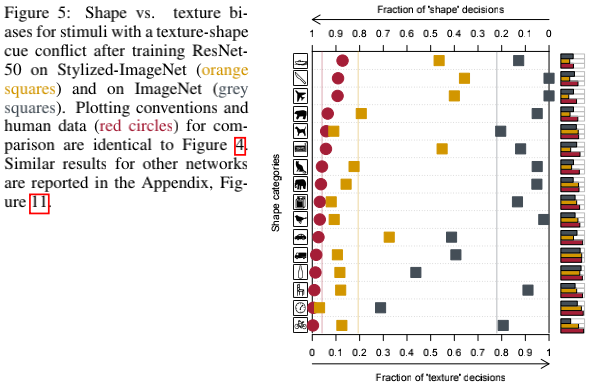 Figure 5: Shape vs. texture bi-
ases for stimuli with a texture-shape
cue conflict after training ResNet-
50 on Stylized-ImageNet (orange
squares) and on ImageNet (grey
squares). Plotting conventions and
human data (red circles) for com-
parison are identical to Figure 4.
Similar results for other networks
are reported in the Appendix, Fig-
ure 11.
Fraction of "shape" decisions
1 0.9 0.8 0.7 0.6 0.5 0.4 0.3 0.2 0.1 0
Shape categories
0 0.1 0.2 0.3 0.4 0.5 0.6 0.7 0.8 0.9 1
Fraction of "texture" decisions